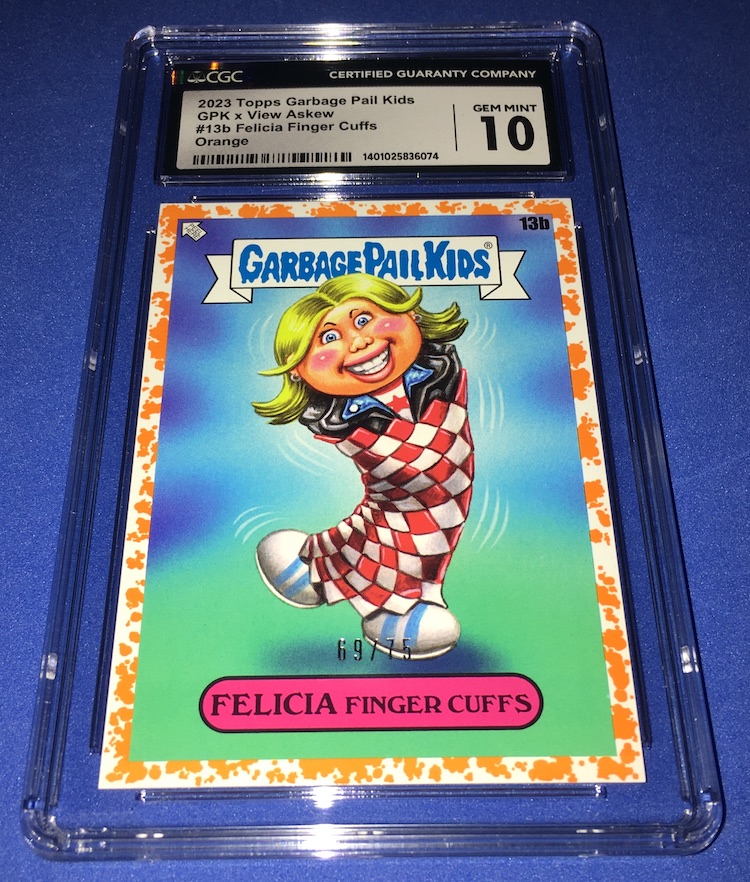 CGC
CERTIFIED GUARANTY COMPANY
2023 Topps Garbage Pail Kids
GPK x View Askew
#13b Felicia Finger Cuffs
Orange
1401025836074
GEM MINT
10
13b
GARBAGE PAIL KIDS®
69/75
FELICIA FINGER CUFFS